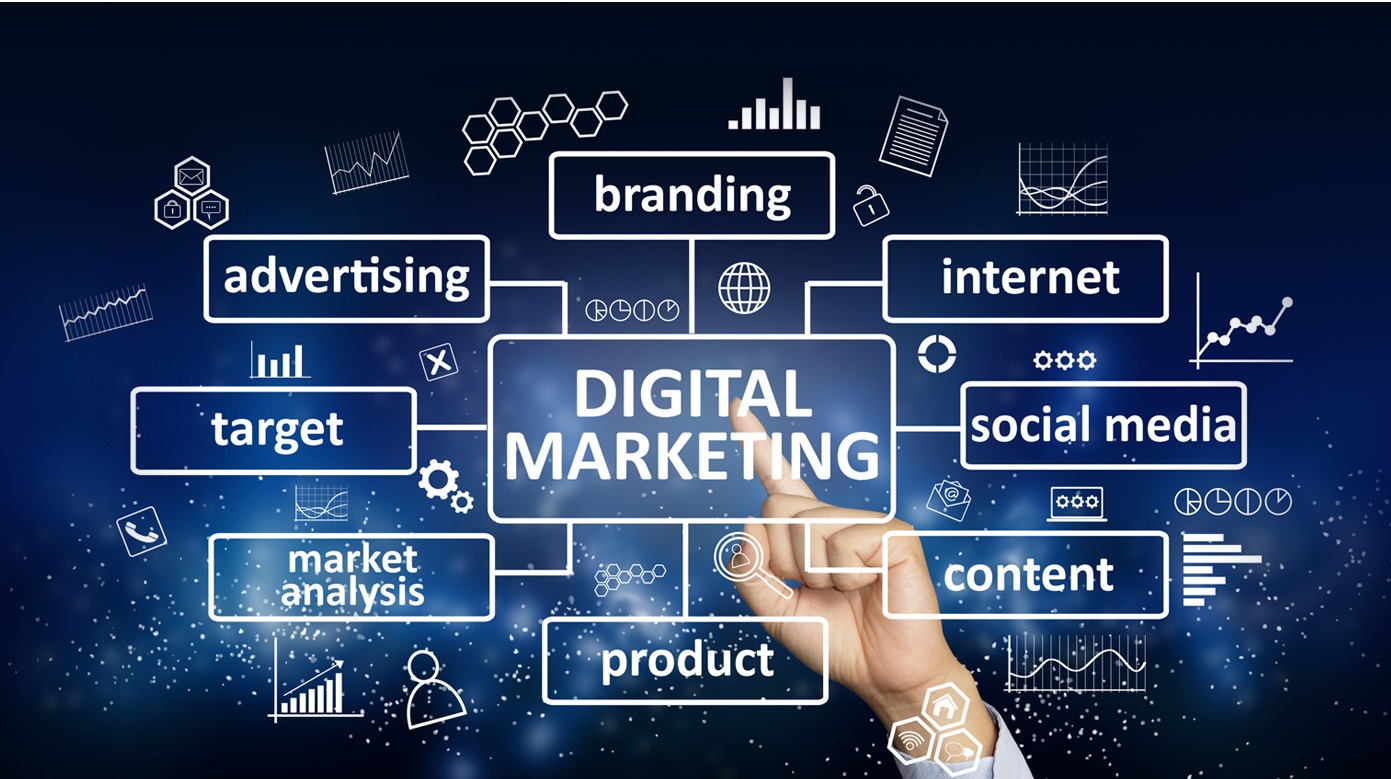 branding
advertising
internet
DIGITAL
MARKETING
target
social media
market
analysis
content
product